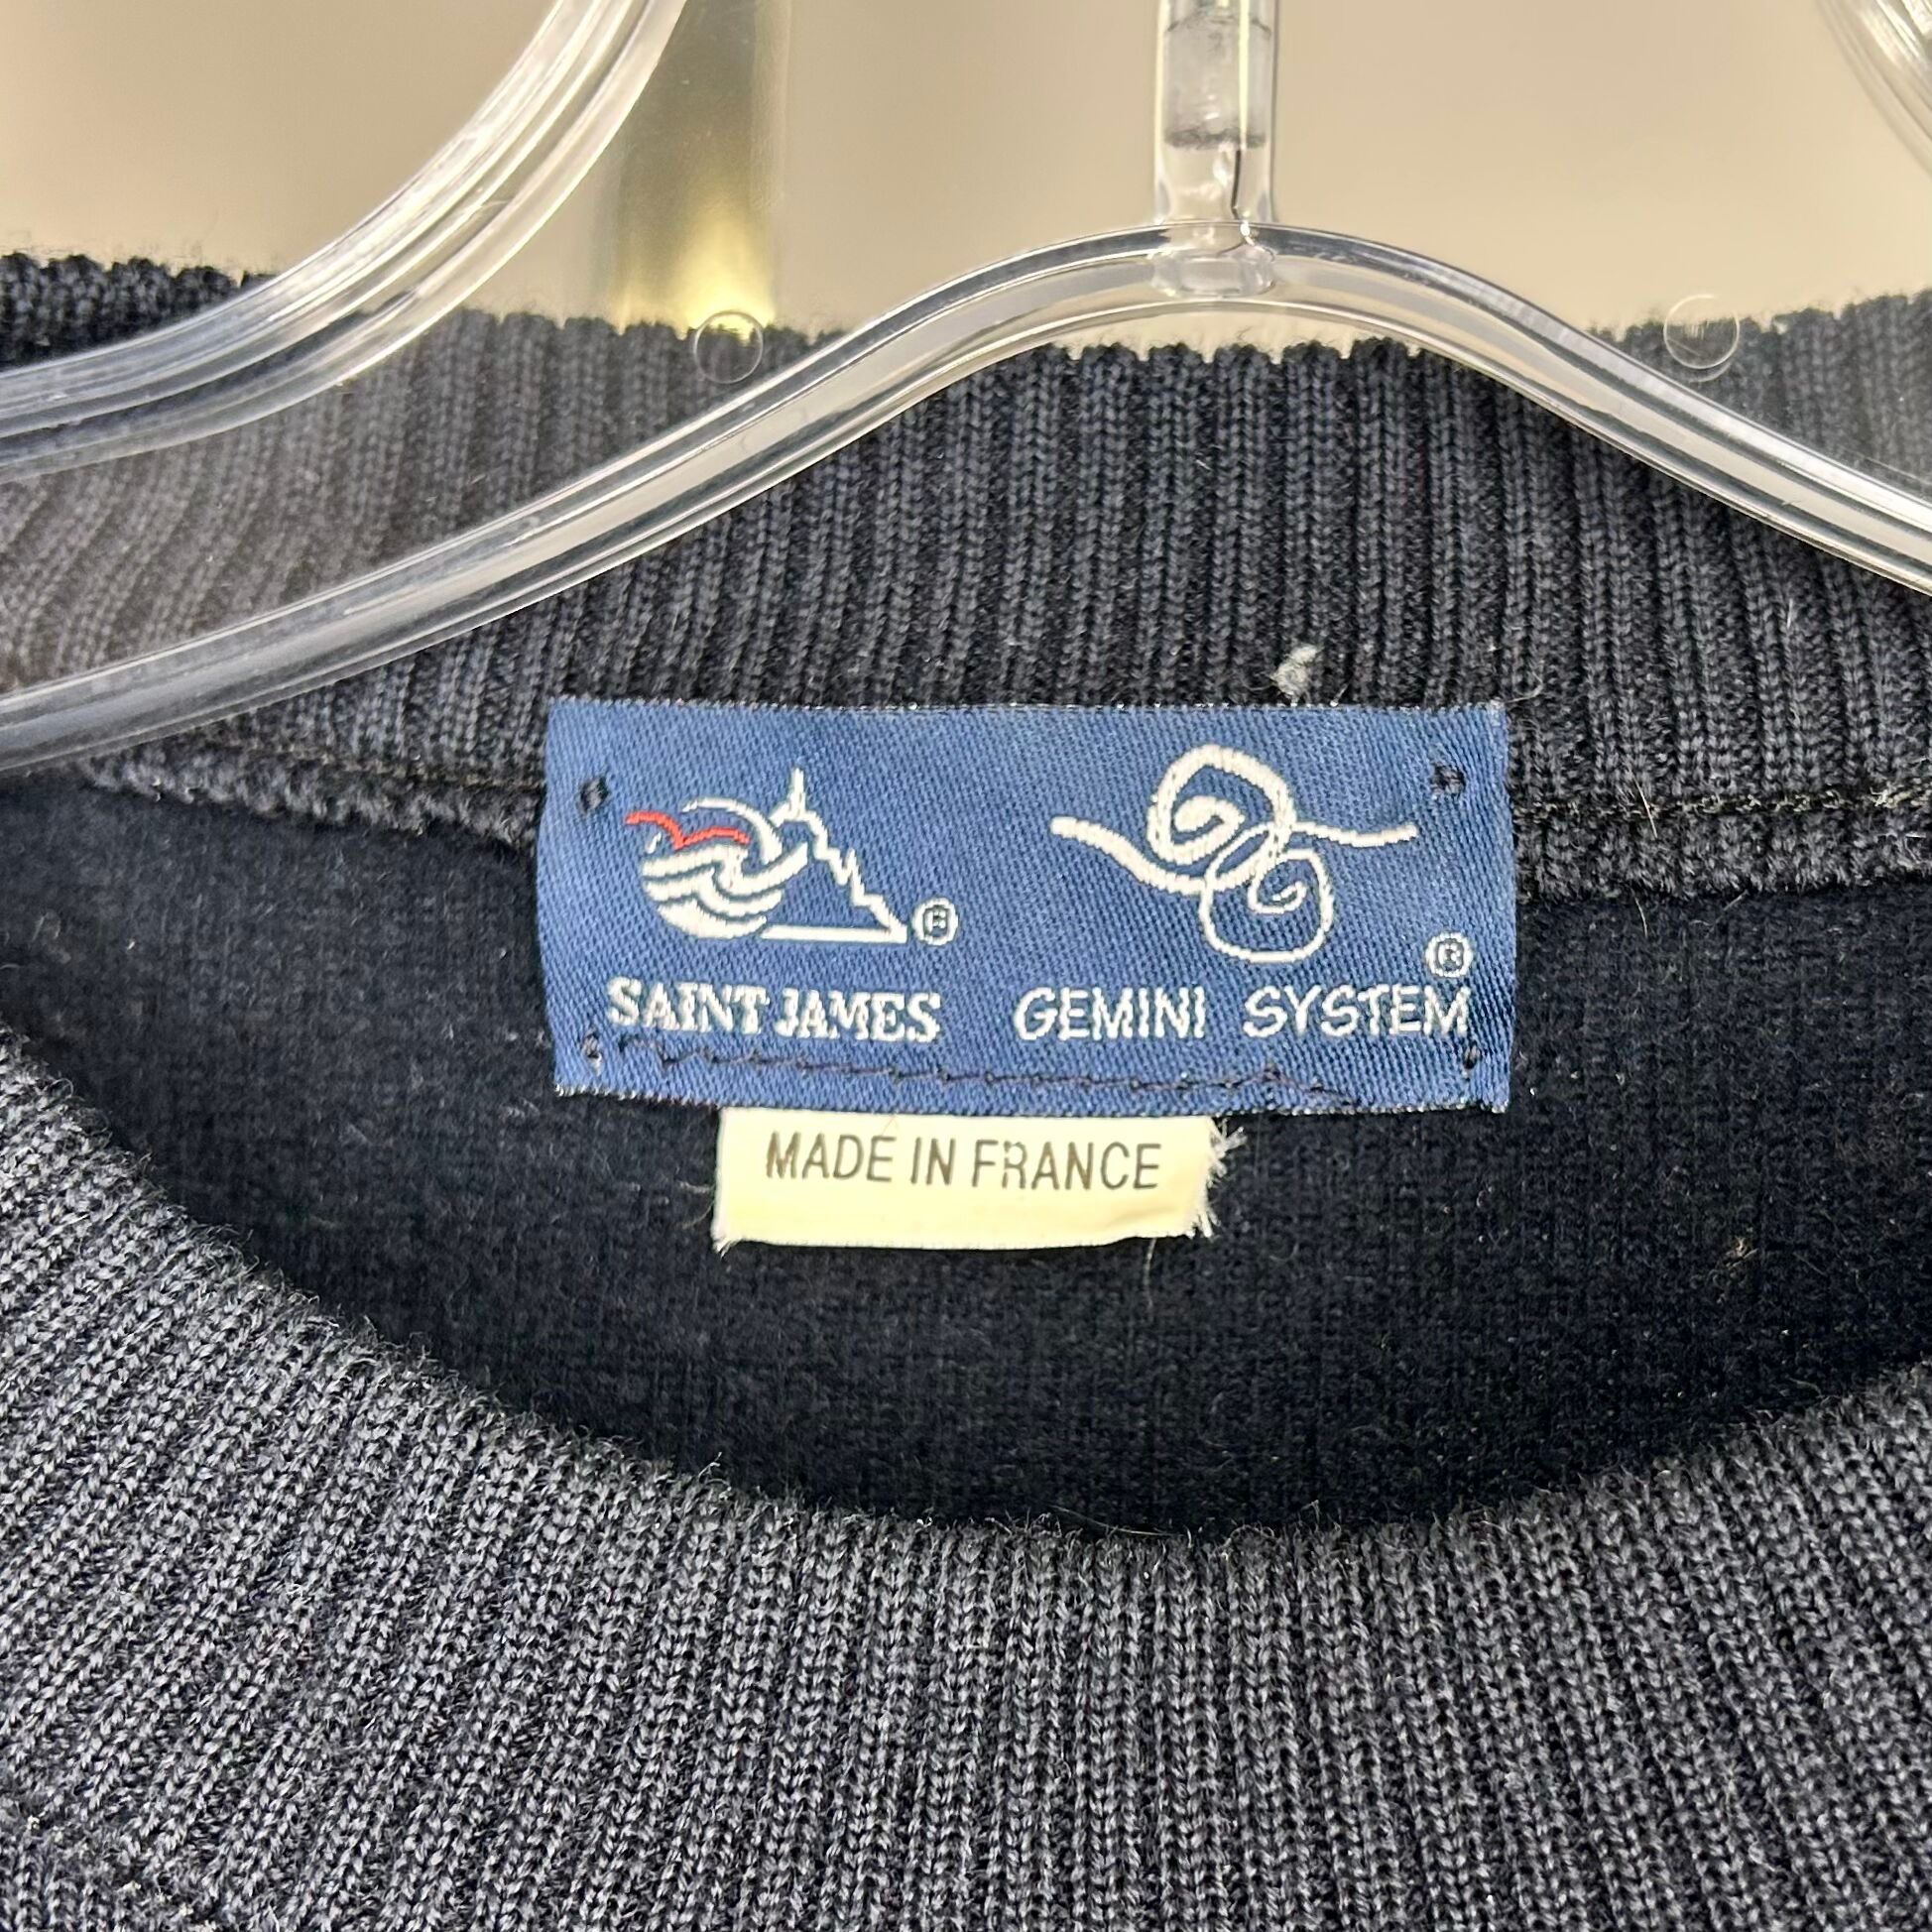 SAINT JAMES ®
GEMINI SYSTEM ®
MADE IN FRANCE